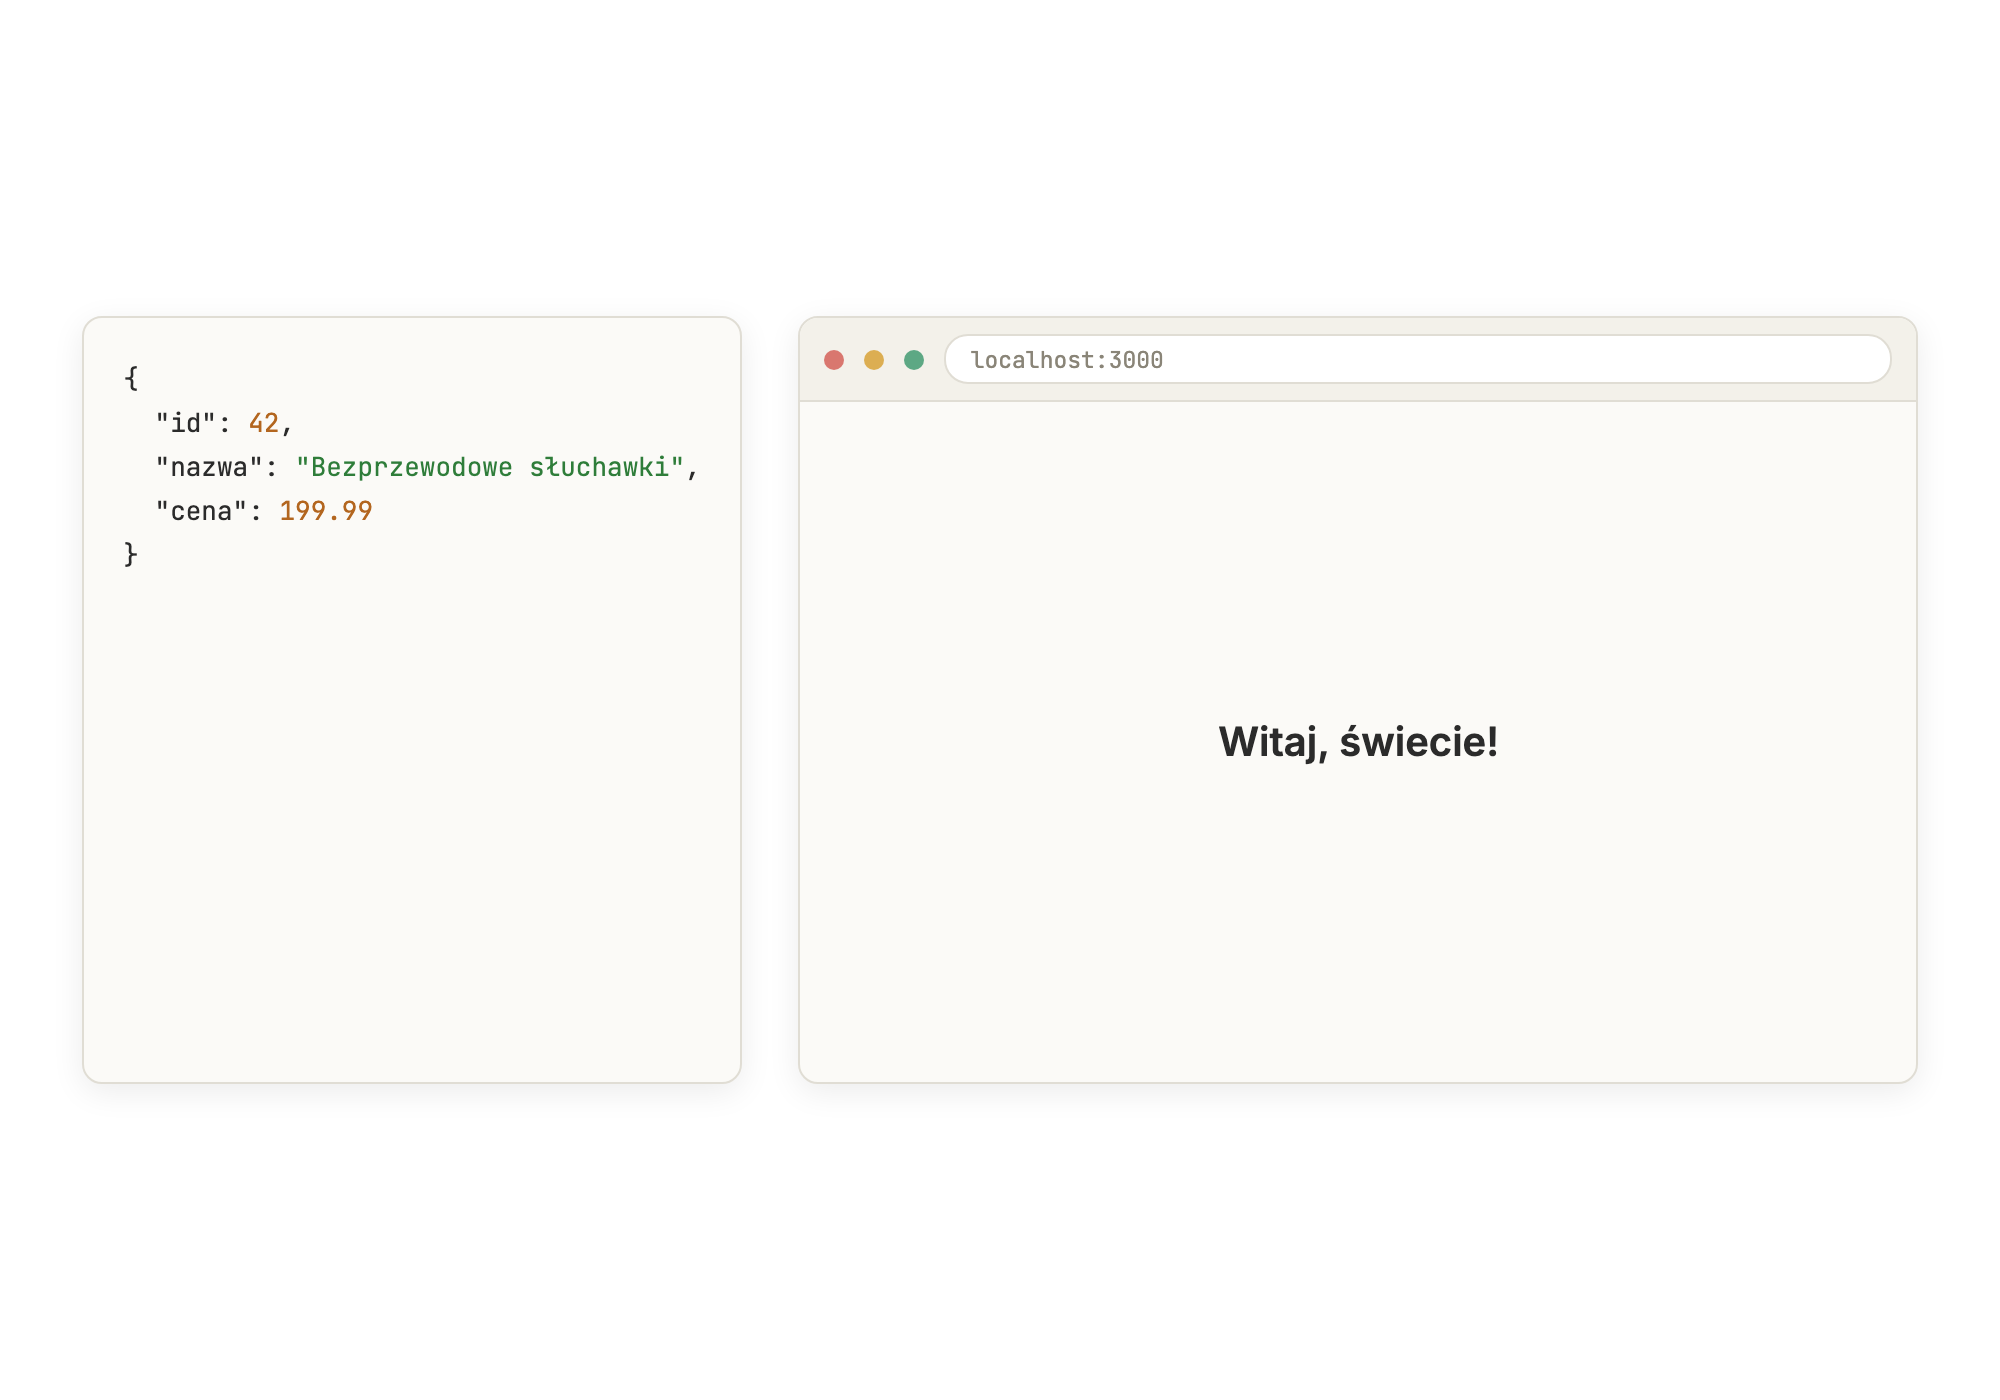 {
  "id": 42,
  "nazwa": "Bezprzewodowe słuchawki",
  "cena": 199.99
}
localhost:3000
Witaj, świecie!